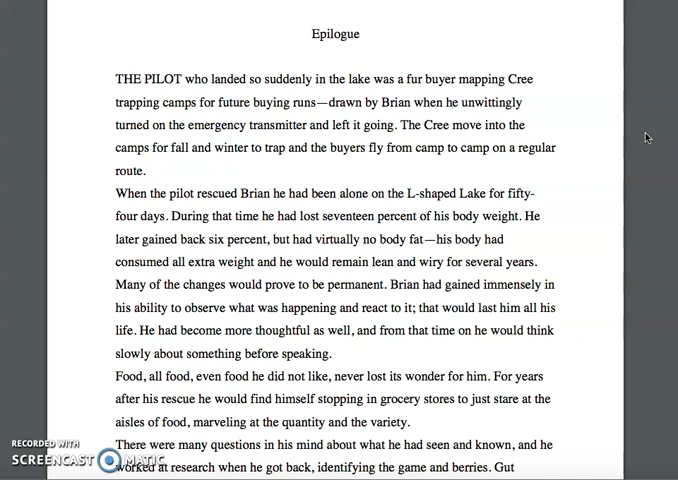 Epilogue
THE PILOT who landed so suddenly in the lake was a fur buyer mapping Cree
trapping camps for future buying runs—drawn by Brian when he unwittingly
turned on the emergency transmitter and left it going. The Cree move into the
camps for fall and winter to trap and the buyers fly from camp to camp on a regular
route.
When the pilot rescued Brian he had been alone on the L-shaped Lake for fifty-
four days. During that time he had lost seventeen percent of his body weight. He
later gained back six percent, but had virtually no body fat—his body had
consumed all extra weight and he would remain lean and wiry for several years.
Many of the changes would prove to be permanent. Brian had gained immensely in
his ability to observe what was happening and react to it; that would last him all his
life. He had become more thoughtful as well, and from that time on he would think
slowly about something before speaking.
Food, all food, even food he did not like, never lost its wonder for him. For years
after his rescue he would find himself stopping in grocery stores to just stare at the
aisles of food, marveling at the quantity and the variety.
There were many questions in his mind about what he had seen and known, and he
worked at research when he got back, identifying the game and berries. Gut
RECORDED WITH
SCREENCAST MATIC